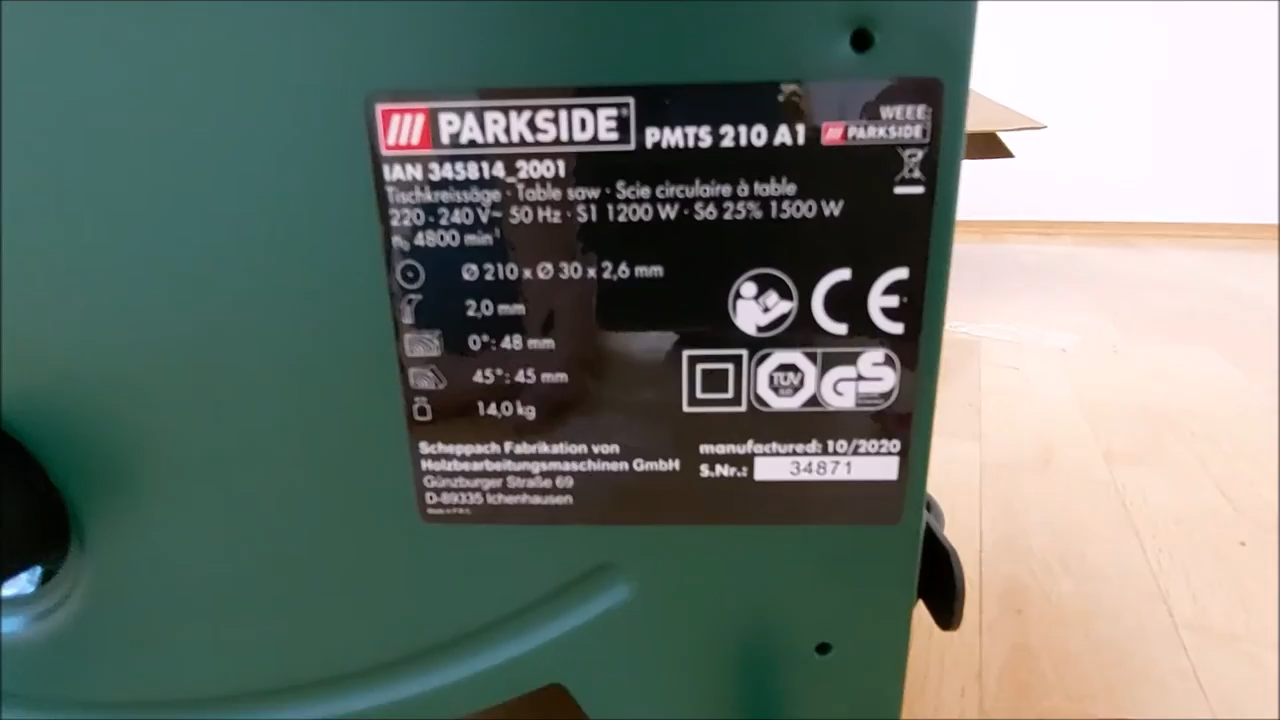 PARKSIDE® PMTS 210 A1
WEEE:
PARKSIDE
IAN 345814_2001
Tischkreissäge · Table saw · Scie circulaire à table
220 - 240 V~ 50 Hz · S1 1200 W · S6 25% 1500 W
n₀ 4800 min⁻¹
Ø 210 x Ø 30 x 2,6 mm
2,0 mm
0°: 48 mm
45°: 45 mm
14,0 kg
CE
TÜV
GS
Scheppach Fabrikation von
Holzbearbeitungsmaschinen GmbH
Günzburger Straße 69
D-89335 Ichenhausen
Made in P.R.C.
manufactured: 10/2020
S.Nr.: 34871